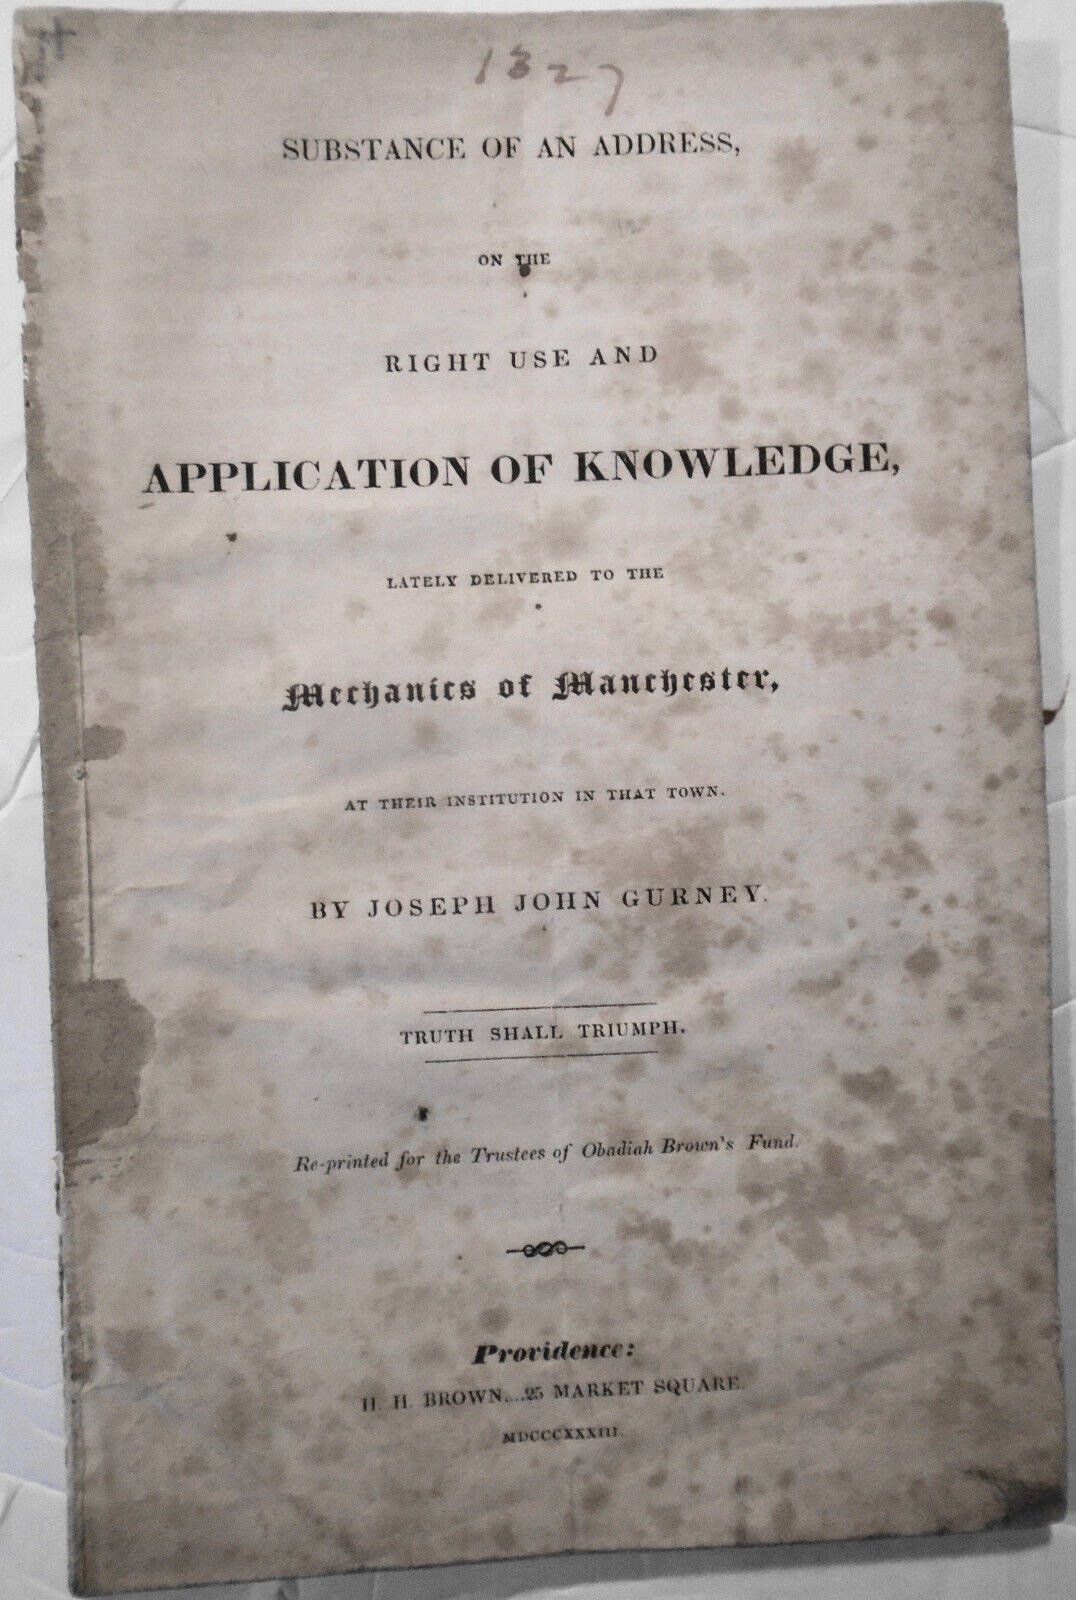 1327
SUBSTANCE OF AN ADDRESS,
ON THE
RIGHT USE AND
APPLICATION OF KNOWLEDGE,
LATELY DELIVERED TO THE
Mechanics of Manchester,
AT THEIR INSTITUTION IN THAT TOWN.
BY JOSEPH JOHN GURNEY.
TRUTH SHALL TRIUMPH.
Re-printed for the Trustees of Obadiah Brown's Fund.
Providence:
H. H. BROWN....25 MARKET SQUARE.
MDCCCXXXIII.